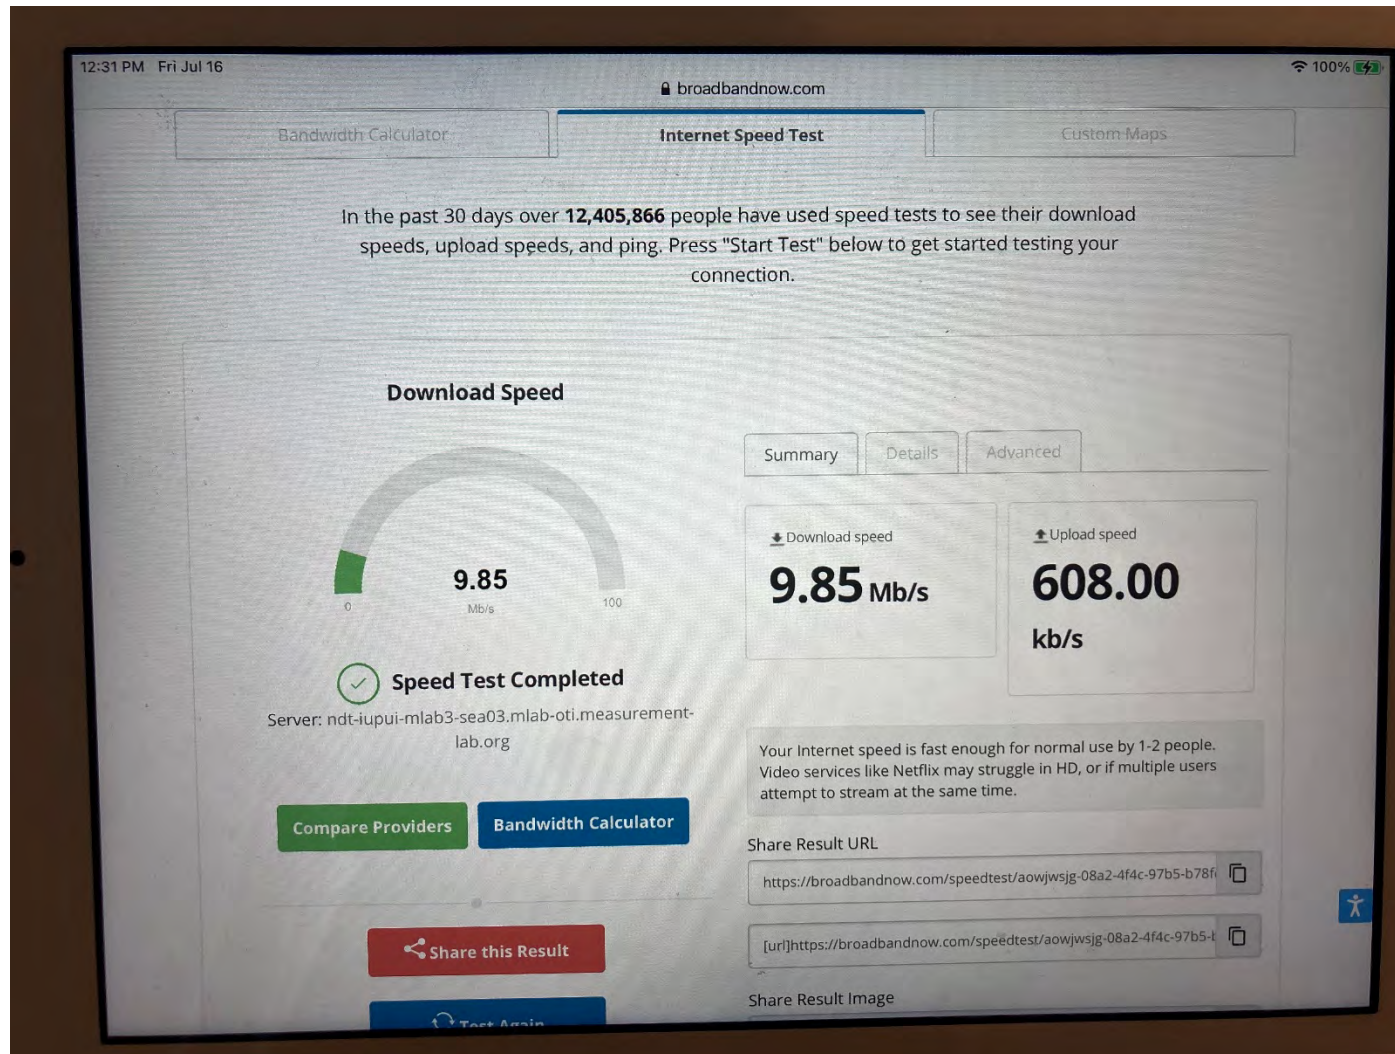 12:31 PM Fri Jul 16
100%
broadbandnow.com
Bandwidth Calculator
Internet Speed Test
Custom Maps
In the past 30 days over 12,405,866 people have used speed tests to see their download
speeds, upload speeds, and ping. Press "Start Test" below to get started testing your
connection.
Download Speed
9.85
Mb/s
0
100
Speed Test Completed
Server: ndt-iupui-mlab3-sea03.mlab-oti.measurement-
lab.org
Compare Providers
Bandwidth Calculator
Share this Result
Test Again
Summary
Details
Advanced
Download speed
9.85 Mb/s
Upload speed
608.00
kb/s
Your Internet speed is fast enough for normal use by 1-2 people.
Video services like Netflix may struggle in HD, or if multiple users
attempt to stream at the same time.
Share Result URL
https://broadbandnow.com/speedtest/aowjwsjg-08a2-4f4c-97b5-b78f
[url]https://broadbandnow.com/speedtest/aowjwsjg-08a2-4f4c-97b5-
Share Result Image